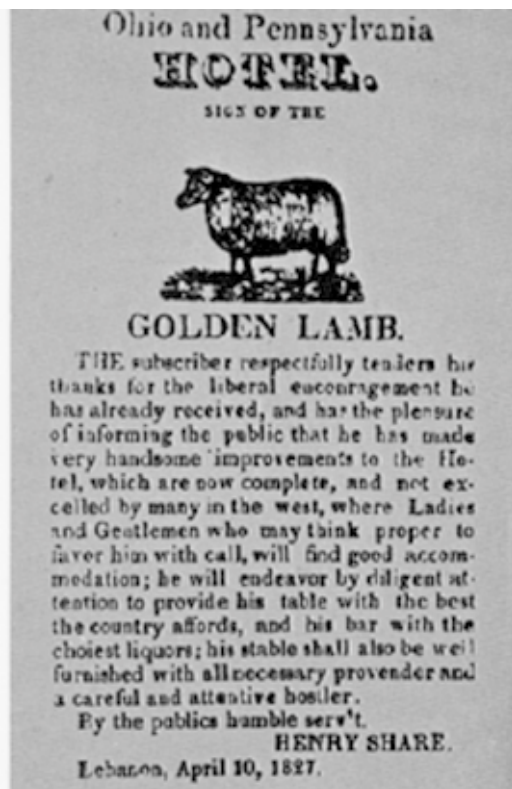 Ohio and Pennsylvania
HOTEL.
SIGN OF THE
GOLDEN LAMB.
THE subscriber respectfully tenders his
thanks for the liberal encouragement he
has already received, and has the pleasure
of informing the public that he has made
very handsome improvements to the Ho-
tel, which are now complete, and not ex-
celled by many in the west, where Ladies
and Gentlemen who may think proper to
favor him with call, will find good accom-
modation; he will endeavor by diligent at-
tention to provide his table with the best
the country affords, and his bar with the
choiest liquors; his stable shall also be well
furnished with all necessary provender and
a careful and attentive hostler.
By the publics humble serv't.
HENRY SHARE.
Lebanon, April 10, 1827.